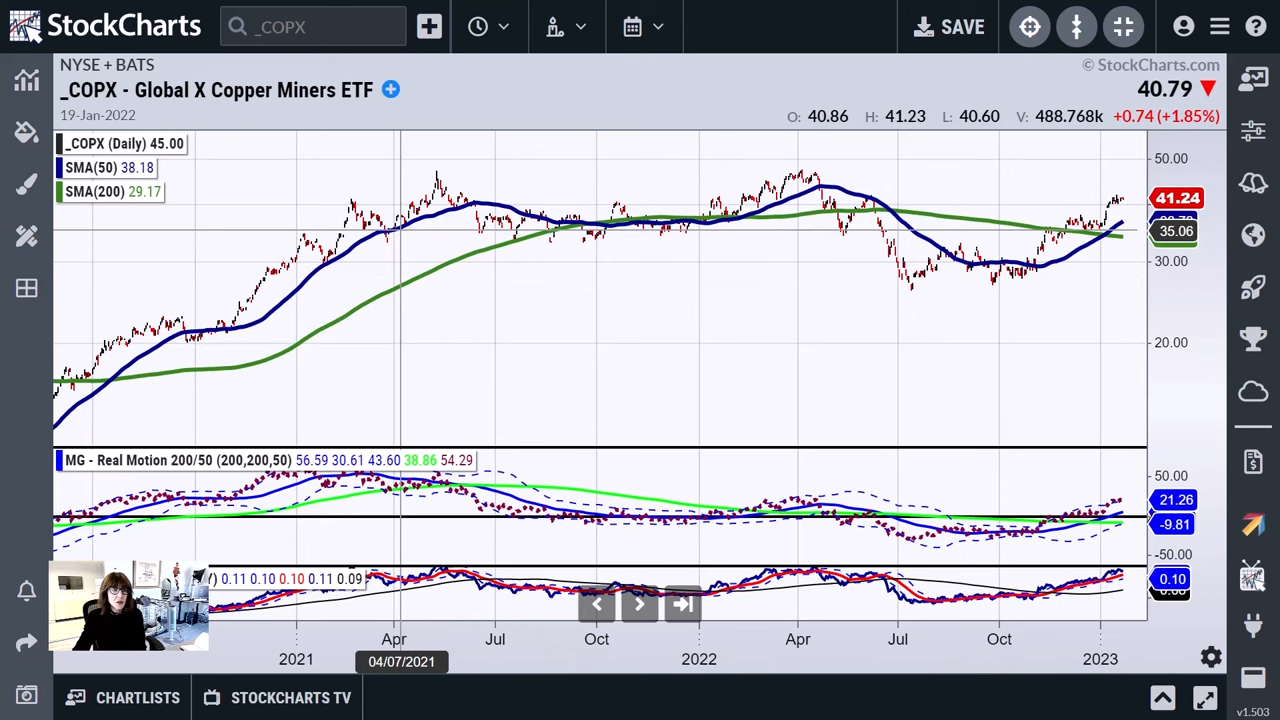 StockCharts
_COPX
SAVE
NYSE + BATS
© StockCharts.com
_COPX - Global X Copper Miners ETF
40.79
19-Jan-2022
O: 40.86 H: 41.23 L: 40.60 V: 488.768k +0.74 (+1.85%)
_COPX (Daily) 45.00
SMA(50) 38.18
SMA(200) 29.17
50.00
41.24
35.06
30.00
20.00
MG - Real Motion 200/50 (200,200,50) 56.59 30.61 43.60 38.86 54.29
50.00
21.26
-9.81
-50.00
0.11 0.10 0.10 0.11 0.09
0.10
Apr Jul Oct Apr Jul Oct
2021 04/07/2021 2022 2023
CHARTLISTS
STOCKCHARTS TV
v1.503